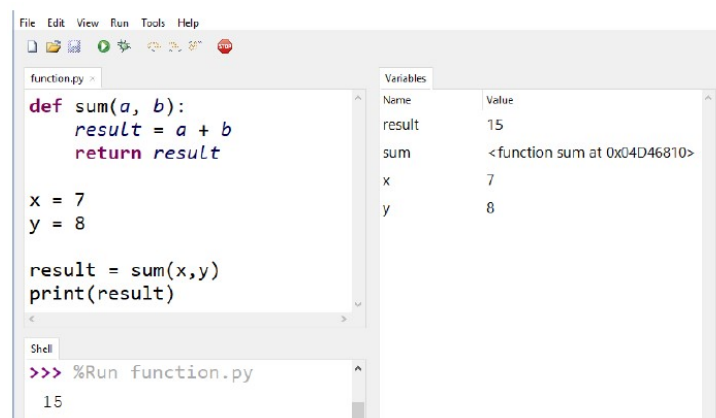 File Edit View Run Tools Help
STOP
function.py ×
def sum(a, b):
    result = a + b
    return result
x = 7
y = 8
result = sum(x,y)
print(result)
Shell
>>> %Run function.py
15
Variables
Name Value
result 15
sum <function sum at 0x04D46810>
x 7
y 8